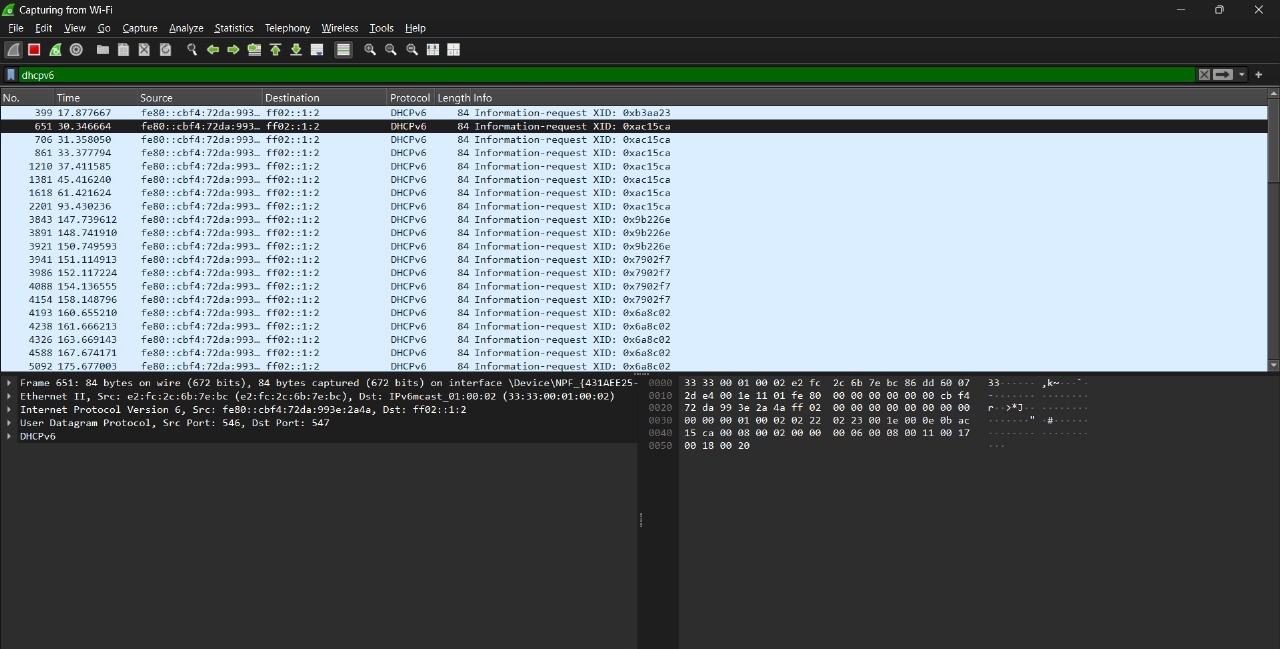 Capturing from Wi-Fi
File Edit View Go Capture Analyze Statistics Telephony Wireless Tools Help
dhcpv6
No. Time Source Destination Protocol Length Info
399 17.877667 fe80::cbf4:72da:993… ff02::1:2 DHCPv6 84 Information-request XID: 0xb3aa23
651 30.346664 fe80::cbf4:72da:993… ff02::1:2 DHCPv6 84 Information-request XID: 0xac15ca
706 31.358050 fe80::cbf4:72da:993… ff02::1:2 DHCPv6 84 Information-request XID: 0xac15ca
861 33.377794 fe80::cbf4:72da:993… ff02::1:2 DHCPv6 84 Information-request XID: 0xac15ca
1210 37.411585 fe80::cbf4:72da:993… ff02::1:2 DHCPv6 84 Information-request XID: 0xac15ca
1381 45.416240 fe80::cbf4:72da:993… ff02::1:2 DHCPv6 84 Information-request XID: 0xac15ca
1618 61.421624 fe80::cbf4:72da:993… ff02::1:2 DHCPv6 84 Information-request XID: 0xac15ca
2201 93.430236 fe80::cbf4:72da:993… ff02::1:2 DHCPv6 84 Information-request XID: 0xac15ca
3843 147.739612 fe80::cbf4:72da:993… ff02::1:2 DHCPv6 84 Information-request XID: 0x9b226e
3891 148.741910 fe80::cbf4:72da:993… ff02::1:2 DHCPv6 84 Information-request XID: 0x9b226e
3921 150.749593 fe80::cbf4:72da:993… ff02::1:2 DHCPv6 84 Information-request XID: 0x9b226e
3941 151.114913 fe80::cbf4:72da:993… ff02::1:2 DHCPv6 84 Information-request XID: 0x7902f7
3986 152.117224 fe80::cbf4:72da:993… ff02::1:2 DHCPv6 84 Information-request XID: 0x7902f7
4088 154.136555 fe80::cbf4:72da:993… ff02::1:2 DHCPv6 84 Information-request XID: 0x7902f7
4154 158.148796 fe80::cbf4:72da:993… ff02::1:2 DHCPv6 84 Information-request XID: 0x7902f7
4193 160.655210 fe80::cbf4:72da:993… ff02::1:2 DHCPv6 84 Information-request XID: 0x6a8c02
4238 161.666213 fe80::cbf4:72da:993… ff02::1:2 DHCPv6 84 Information-request XID: 0x6a8c02
4326 163.669143 fe80::cbf4:72da:993… ff02::1:2 DHCPv6 84 Information-request XID: 0x6a8c02
4588 167.674171 fe80::cbf4:72da:993… ff02::1:2 DHCPv6 84 Information-request XID: 0x6a8c02
5092 175.677003 fe80::cbf4:72da:993… ff02::1:2 DHCPv6 84 Information-request XID: 0x6a8c02
Frame 651: 84 bytes on wire (672 bits), 84 bytes captured (672 bits) on interface \Device\NPF_{431AEE25-
Ethernet II, Src: e2:fc:2c:6b:7e:bc (e2:fc:2c:6b:7e:bc), Dst: IPv6mcast_01:00:02 (33:33:00:01:00:02)
Internet Protocol Version 6, Src: fe80::cbf4:72da:993e:2a4a, Dst: ff02::1:2
User Datagram Protocol, Src Port: 546, Dst Port: 547
DHCPv6
0000 33 33 00 01 00 02 e2 fc 2c 6b 7e bc 86 dd 60 07 33······ ,k~···`·
0010 2d e4 00 1e 11 01 fe 80 00 00 00 00 00 00 cb f4 -······· ········
0020 72 da 99 3e 2a 4a ff 02 00 00 00 00 00 00 00 00 r··>*J·· ········
0030 00 00 00 01 00 02 02 22 02 23 00 1e 00 0e 0b ac ·······" ·#······
0040 15 ca 00 08 00 02 00 00 00 06 00 08 00 11 00 17 ········ ········
0050 00 18 00 20 ···